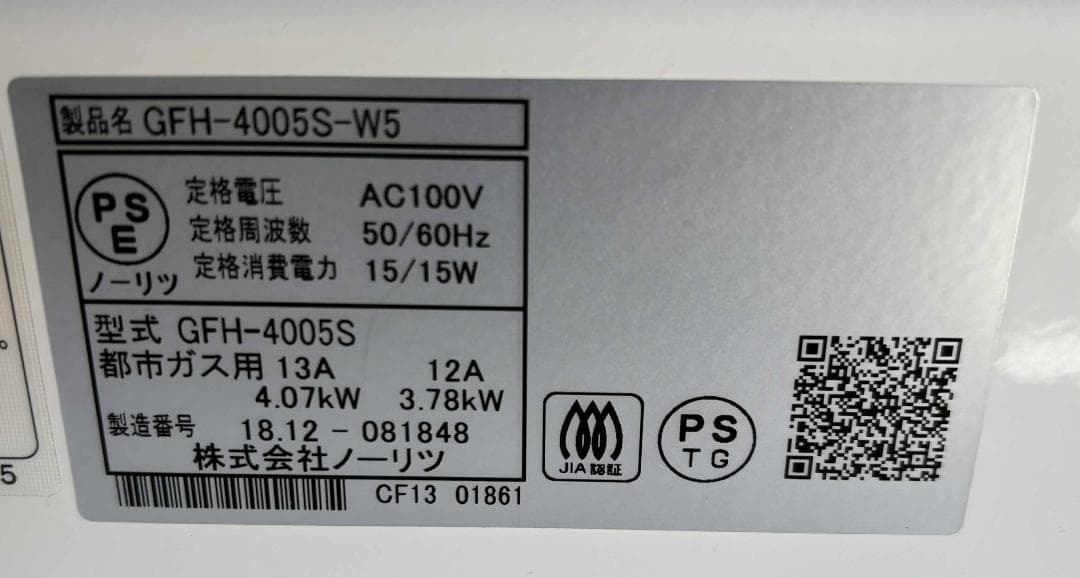 製品名 GFH-4005S-W5
PS
E
ノーリツ
定格電圧 AC100V
定格周波数 50/60Hz
定格消費電力 15/15W
型式 GFH-4005S
都市ガス用 13A 12A
4.07kW 3.78kW
製造番号 18.12 - 081848
株式会社ノーリツ
CF13 01861
JIA 認証
PS
TG
5